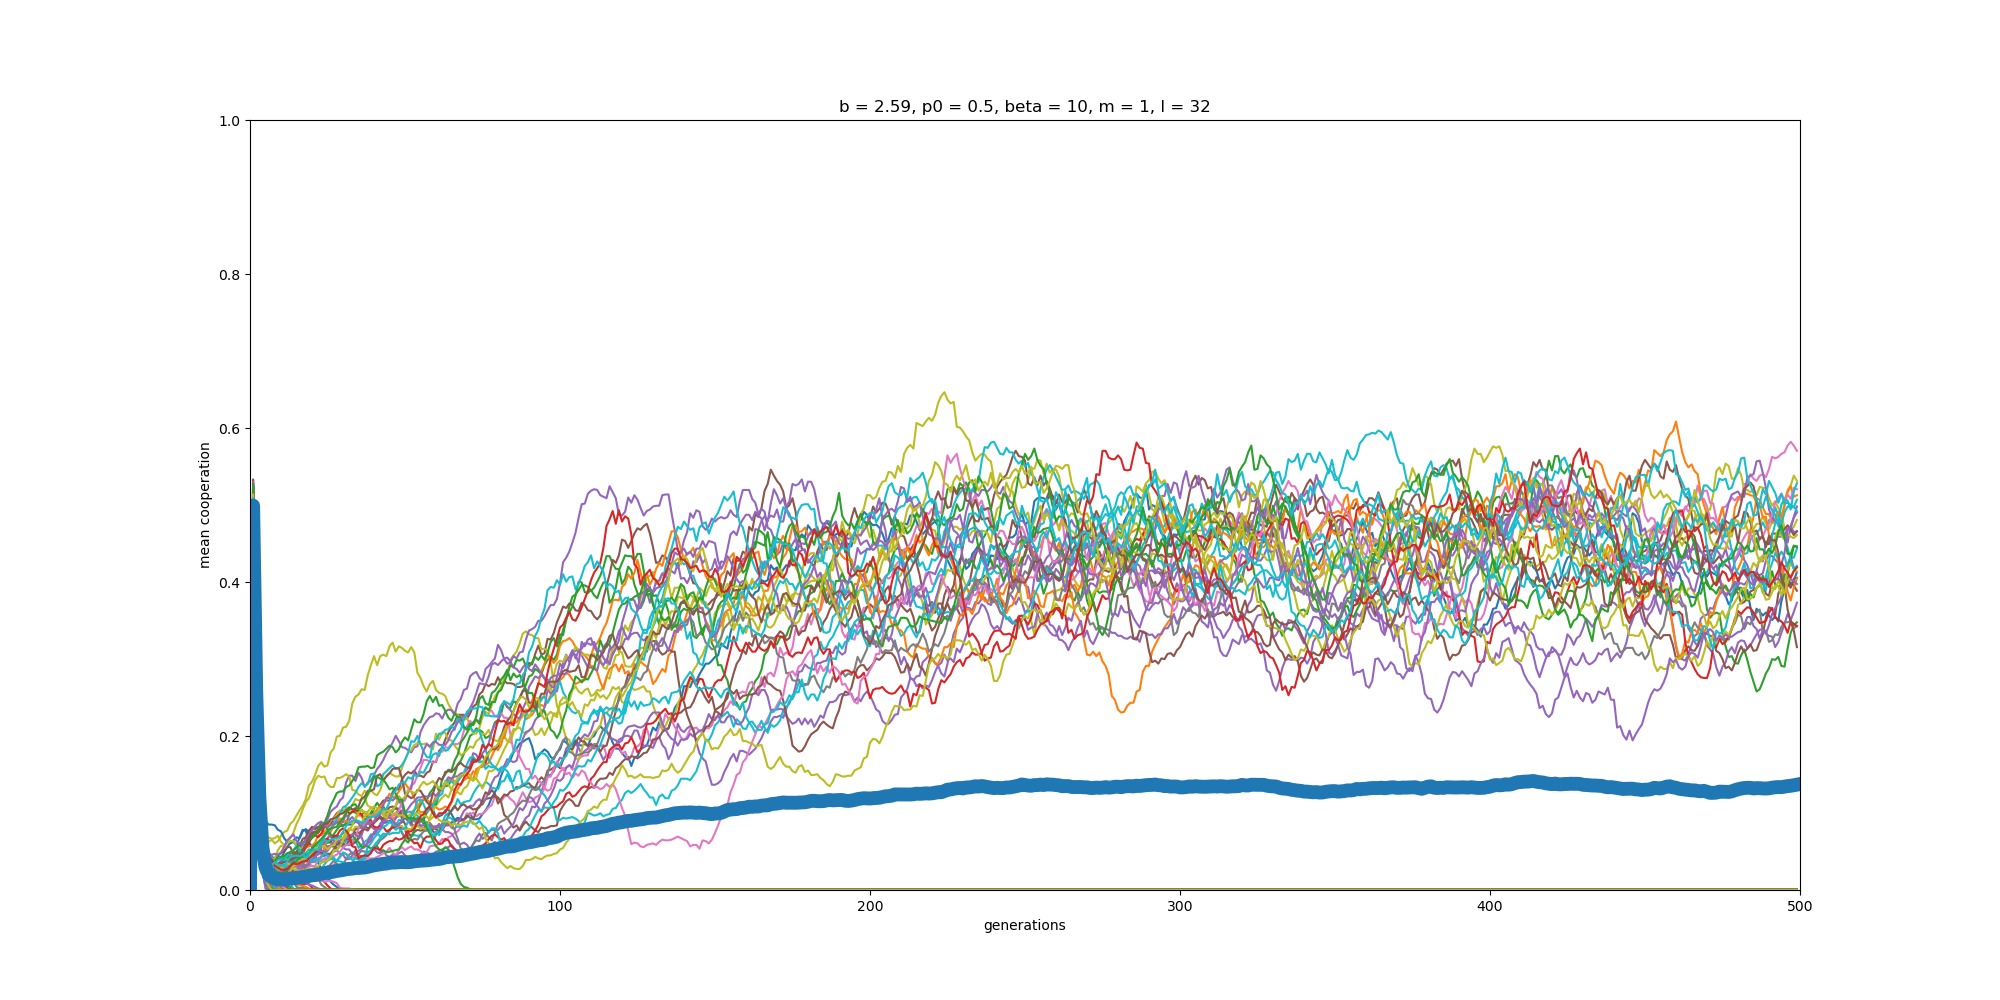 b = 2.59, p0 = 0.5, beta = 10, m = 1, l = 32
1.0
0.8
0.6
0.4
0.2
0.0
mean cooperation
0 100 200 300 400 500
generations